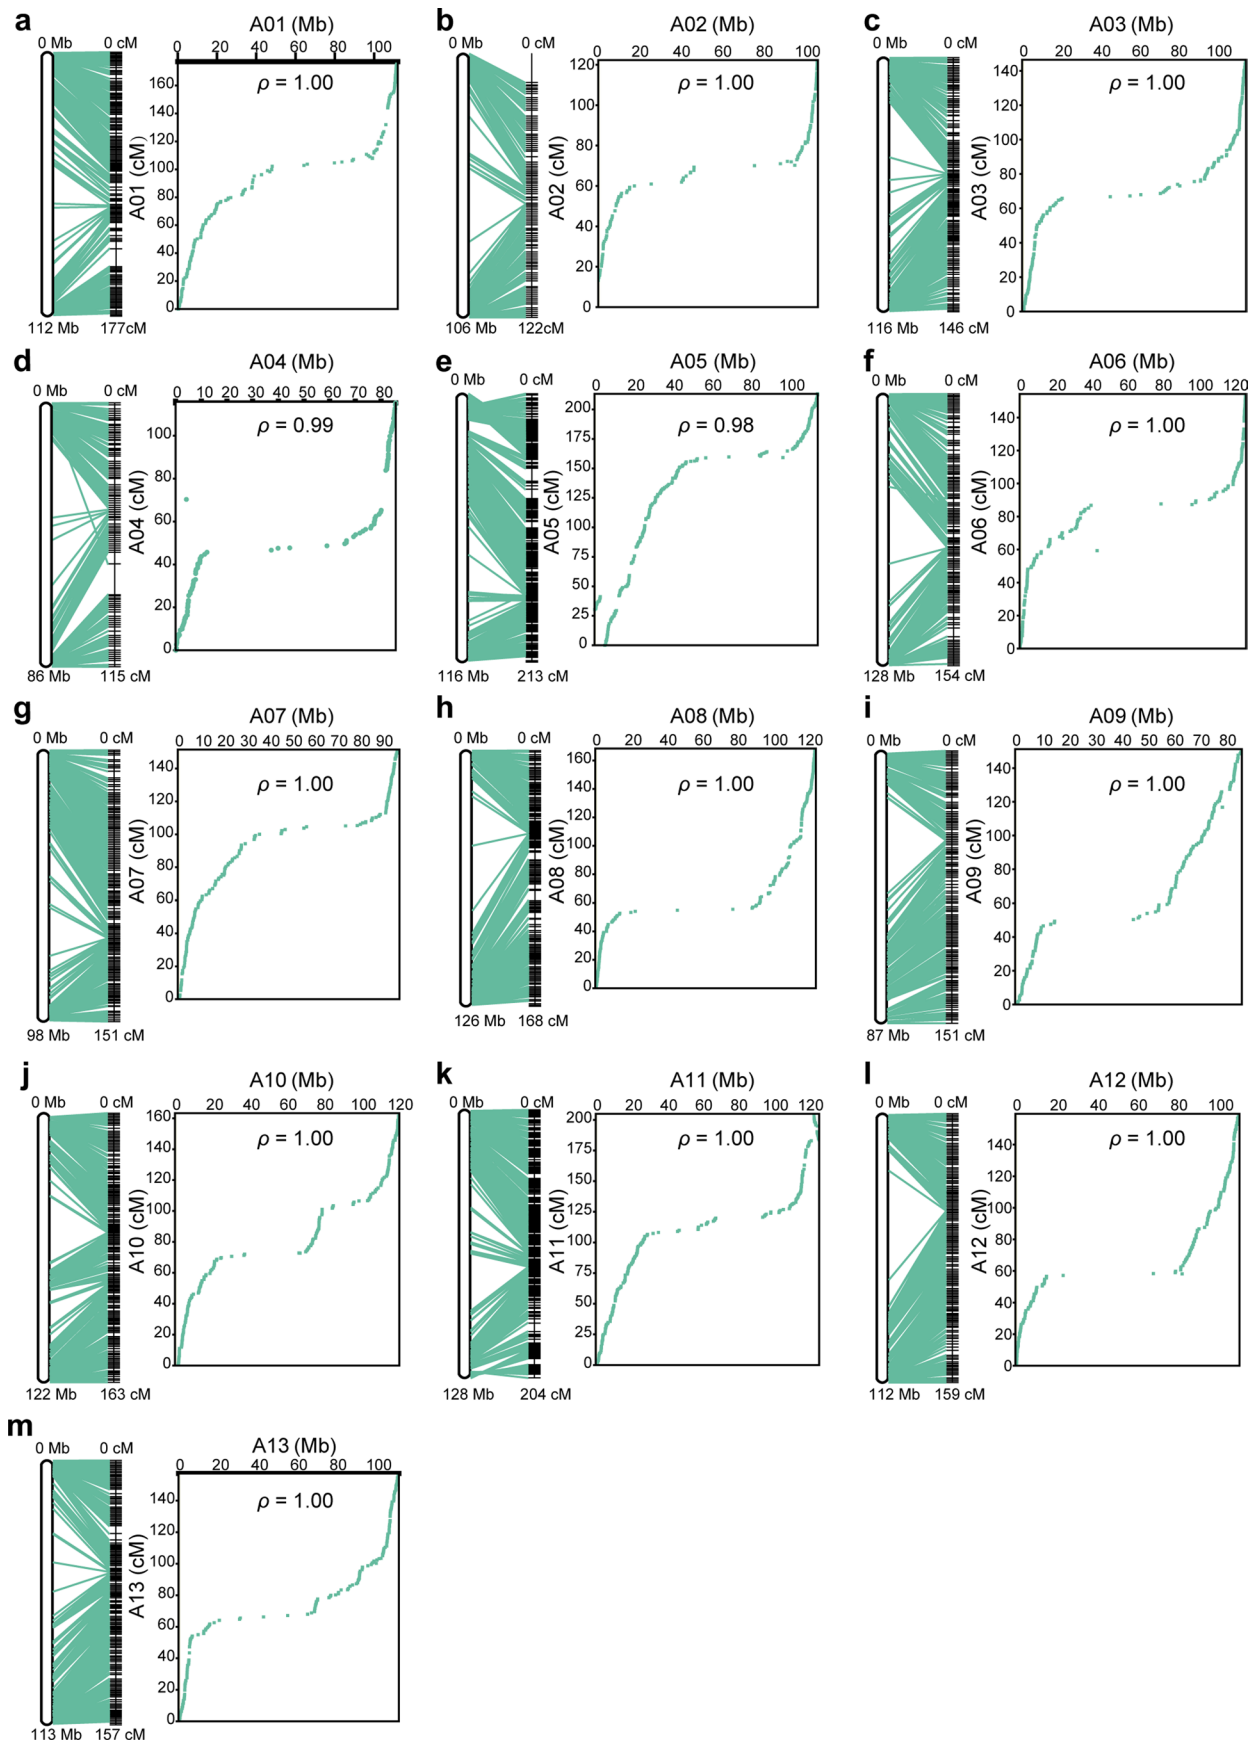 a
A01 (Mb)
0 Mb 0 cM
0 20 40 60 80 100
ρ = 1.00
A01 (cM)
160
140
120
100
80
60
40
20
0
112 Mb 177cM
b
A02 (Mb)
0 Mb 0 cM
0 20 40 60 80 100
ρ = 1.00
A02 (cM)
120
100
80
60
40
20
0
106 Mb 122cM
c
A03 (Mb)
0 Mb 0 cM
0 20 40 60 80 100
ρ = 1.00
A03 (cM)
140
120
100
80
60
40
20
0
116 Mb 146 cM
d
A04 (Mb)
0 Mb 0 cM
0 10 20 30 40 50 60 70 80
ρ = 0.99
A04 (cM)
100
80
60
40
20
0
86 Mb 115 cM
e
A05 (Mb)
0 Mb 0 cM
0 20 40 60 80 100
ρ = 0.98
A05 (cM)
200
175
150
125
100
75
50
25
0
116 Mb 213 cM
f
A06 (Mb)
0 Mb 0 cM
0 20 40 60 80 100 120
ρ = 1.00
A06 (cM)
140
120
100
80
60
40
20
0
128 Mb 154 cM
g
A07 (Mb)
0 Mb 0 cM
0 10 20 30 40 50 60 70 80 90
ρ = 1.00
A07 (cM)
140
120
100
80
60
40
20
0
98 Mb 151 cM
h
A08 (Mb)
0 Mb 0 cM
0 20 40 60 80 100 120
ρ = 1.00
A08 (cM)
160
140
120
100
80
60
40
20
0
126 Mb 168 cM
i
A09 (Mb)
0 Mb 0 cM
0 10 20 30 40 50 60 70 80
ρ = 1.00
A09 (cM)
140
120
100
80
60
40
20
0
87 Mb 151 cM
j
A10 (Mb)
0 Mb 0 cM
0 20 40 60 80 100 120
ρ = 1.00
A10 (cM)
160
140
120
100
80
60
40
20
0
122 Mb 163 cM
k
A11 (Mb)
0 Mb 0 cM
0 20 40 60 80 100 120
ρ = 1.00
A11 (cM)
200
175
150
125
100
75
50
25
0
128 Mb 204 cM
l
A12 (Mb)
0 Mb 0 cM
0 20 40 60 80 100
ρ = 1.00
A12 (cM)
140
120
100
80
60
40
20
0
112 Mb 159 cM
m
A13 (Mb)
0 Mb 0 cM
0 20 40 60 80 100
ρ = 1.00
A13 (cM)
140
120
100
80
60
40
20
0
113 Mb 157 cM